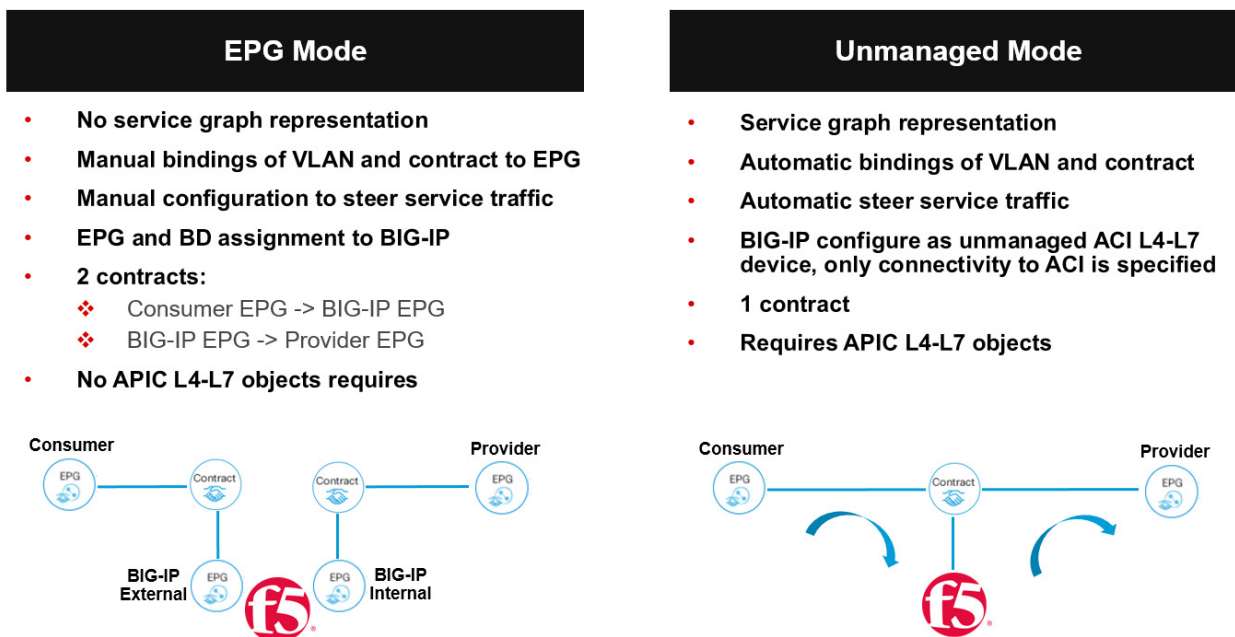 EPG Mode
• No service graph representation
• Manual bindings of VLAN and contract to EPG
• Manual configuration to steer service traffic
• EPG and BD assignment to BIG-IP
• 2 contracts:
❖ Consumer EPG -> BIG-IP EPG
❖ BIG-IP EPG -> Provider EPG
• No APIC L4-L7 objects requires
Consumer
EPG
Contract
Contract
Provider
EPG
BIG-IP
External
EPG
f5
EPG
BIG-IP
Internal
Unmanaged Mode
• Service graph representation
• Automatic bindings of VLAN and contract
• Automatic steer service traffic
• BIG-IP configure as unmanaged ACI L4-L7
device, only connectivity to ACI is specified
• 1 contract
• Requires APIC L4-L7 objects
Consumer
EPG
Contract
Provider
EPG
f5